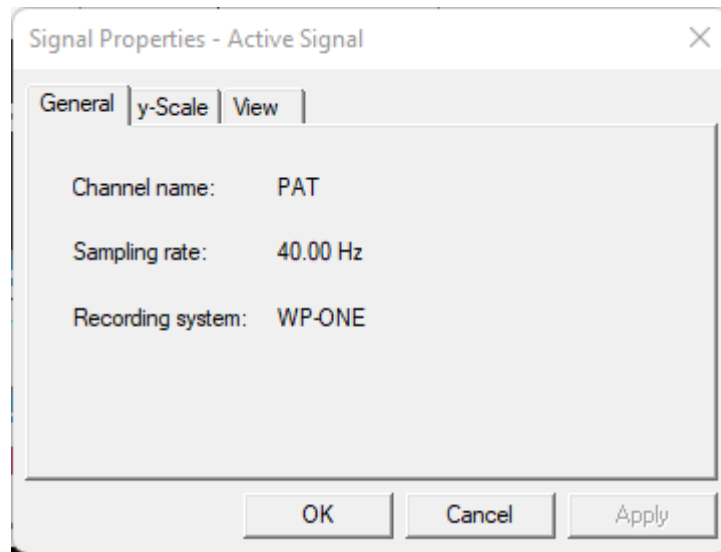 Signal Properties - Active Signal
General y-Scale View
Channel name: PAT
Sampling rate: 40.00 Hz
Recording system: WP-ONE
OK Cancel Apply